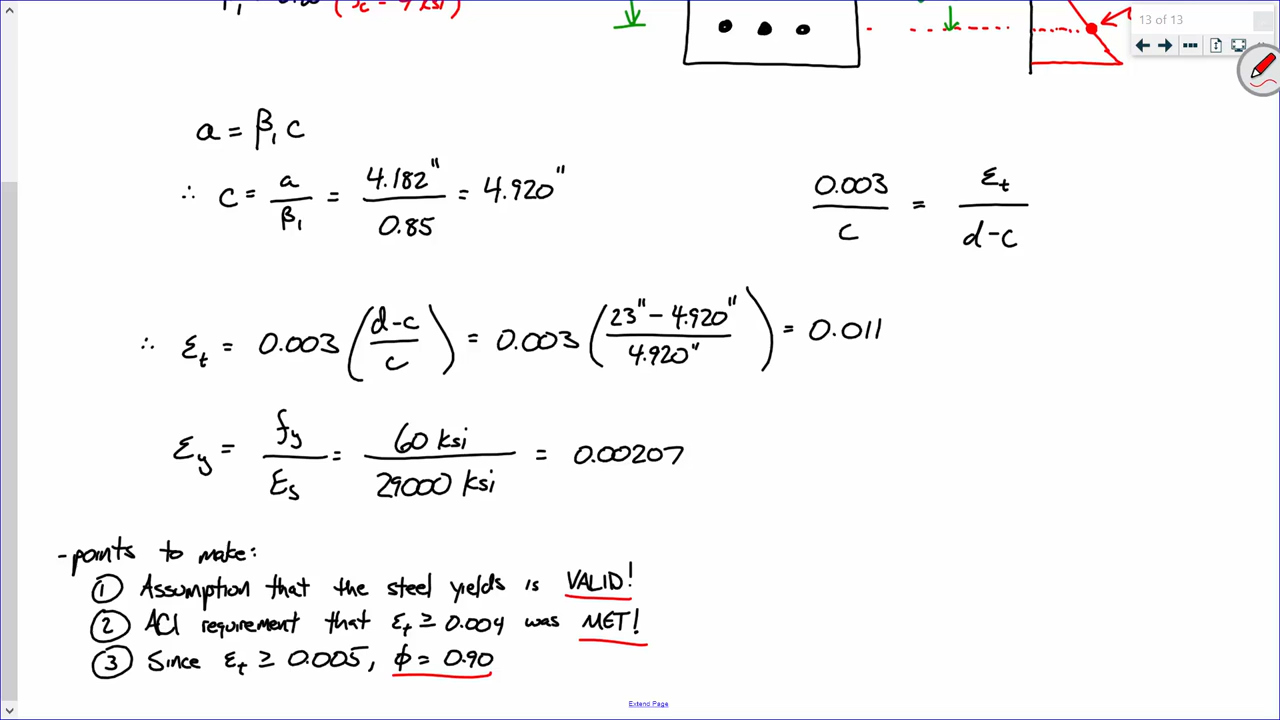 13 of 13
a = β₁ c
∴ c = a / β₁ = 4.182" / 0.85 = 4.920"
0.003 / c = εt / d-c
∴ εt = 0.003 (d-c / c) = 0.003 (23" - 4.920" / 4.920") = 0.011
εy = fy / Es = 60 ksi / 29000 ksi = 0.00207
-points to make:
① Assumption that the steel yields is VALID!
② ACI requirement that εt ≥ 0.004 was MET!
③ Since εt ≥ 0.005, φ = 0.90
Extend Page